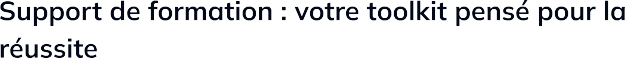 Support de formation : votre toolkit pensé pour la
réussite